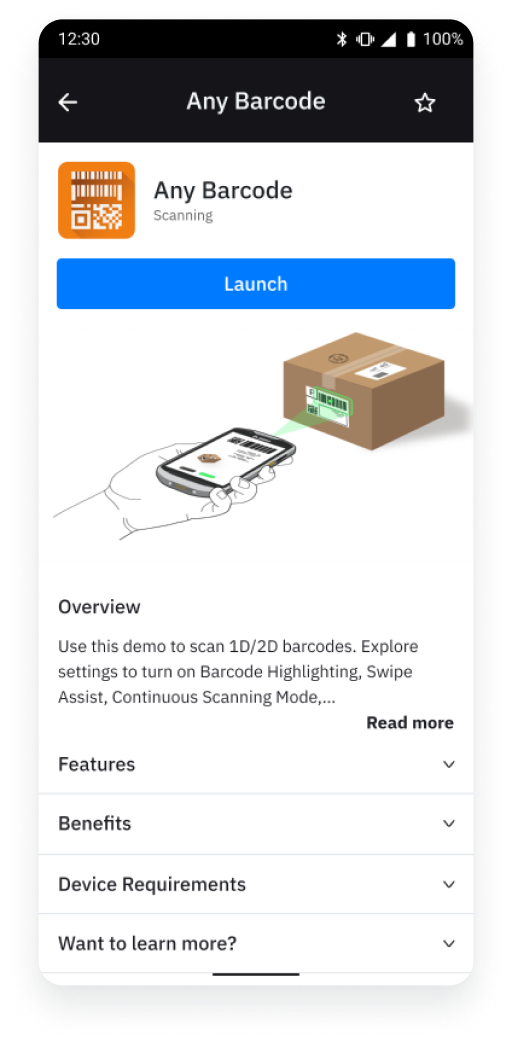 12:30
100%
Any Barcode
Any Barcode
Scanning
Launch
Overview
Use this demo to scan 1D/2D barcodes. Explore
settings to turn on Barcode Highlighting, Swipe
Assist, Continuous Scanning Mode,...
Read more
Features
Benefits
Device Requirements
Want to learn more?